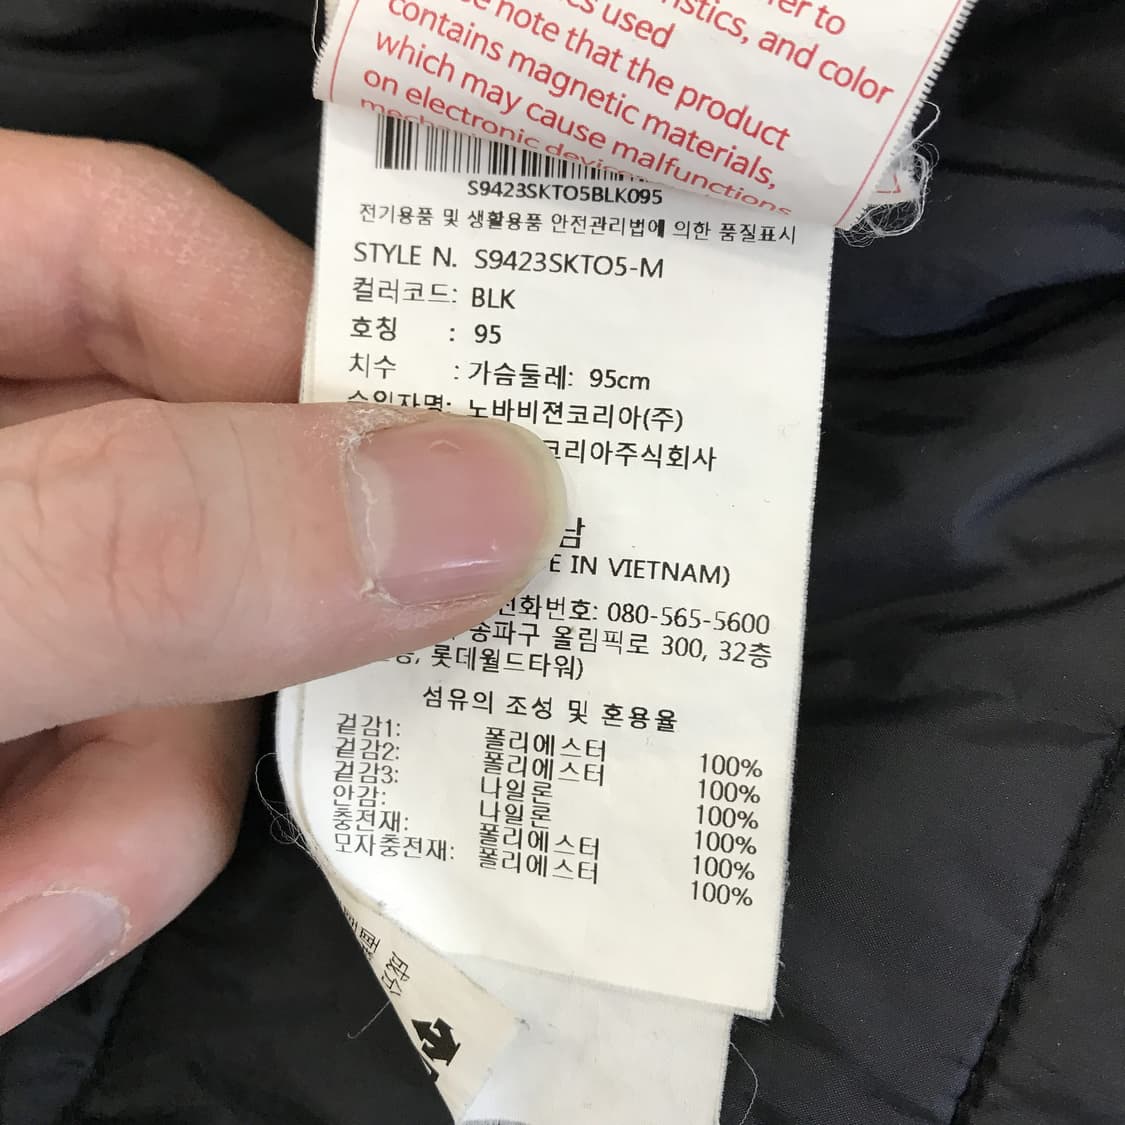 fer to
istics, and color
used
note that the product
contains magnetic materials,
which may cause malfunctions
on electronic
S9423SKTO5BLK095
전기용품 및 생활용품 안전관리법에 의한 품질표시
STYLE N. S9423SKTO5-M
컬러코드: BLK
호칭 : 95
치수 : 가슴둘레: 95cm
수입자명: 노바비젼코리아(주)
코리아주식회사
남
E IN VIETNAM)
전화번호: 080-565-5600
송파구 올림픽로 300, 32층
롯데월드타워)
섬유의 조성 및 혼용율
겉감1: 폴리에스터 100%
겉감2: 폴리에스터 100%
겉감3: 나일론 100%
안감: 나일론 100%
충전재: 폴리에스터 100%
모자충전재: 폴리에스터 100%